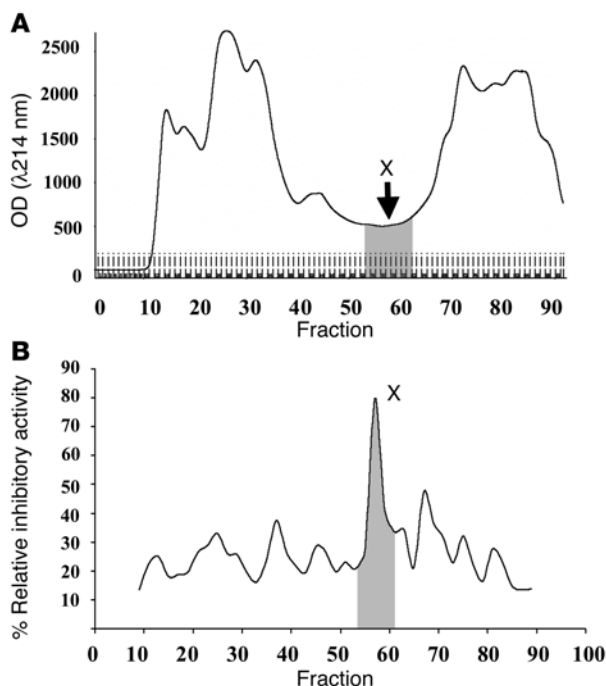 A
OD (λ214 nm)
2500
2000
1500
1000
500
0
X
0 10 20 30 40 50 60 70 80 90
Fraction
B
% Relative inhibitory activity
90
80
70
60
50
40
30
20
10
X
0 10 20 30 40 50 60 70 80 90 100
Fraction